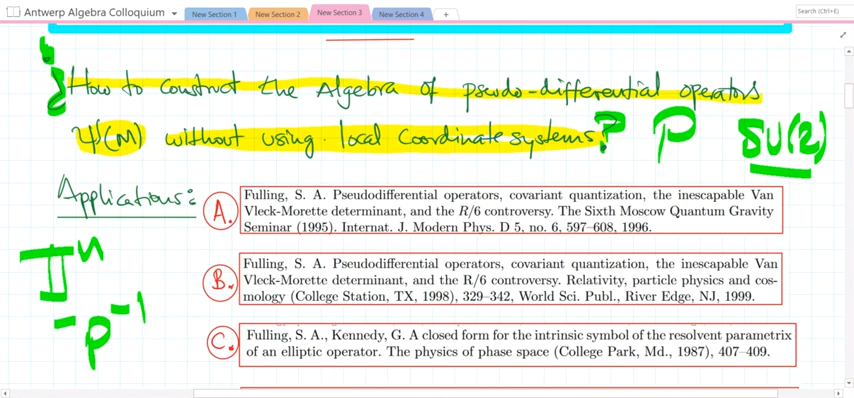 Antwerp Algebra Colloquium
New Section 1 New Section 2 New Section 3 New Section 4 +
Search (Ctrl+E)
How to construct the Algebra of pseudo-differential operators
Ψ(M) without using local coordinate systems?
P
SU(2)
Applications:
A.
Fulling, S. A. Pseudodifferential operators, covariant quantization, the inescapable Van
Vleck-Morette determinant, and the R/6 controversy. The Sixth Moscow Quantum Gravity
Seminar (1995). Internat. J. Modern Phys. D 5, no. 6, 597–608, 1996.
B.
Fulling, S. A. Pseudodifferential operators, covariant quantization, the inescapable Van
Vleck-Morette determinant, and the R/6 controversy. Relativity, particle physics and cos-
mology (College Station, TX, 1998), 329–342, World Sci. Publ., River Edge, NJ, 1999.
C.
Fulling, S. A., Kennedy, G. A closed form for the intrinsic symbol of the resolvent parametrix
of an elliptic operator. The physics of phase space (College Park, Md., 1987), 407–409.